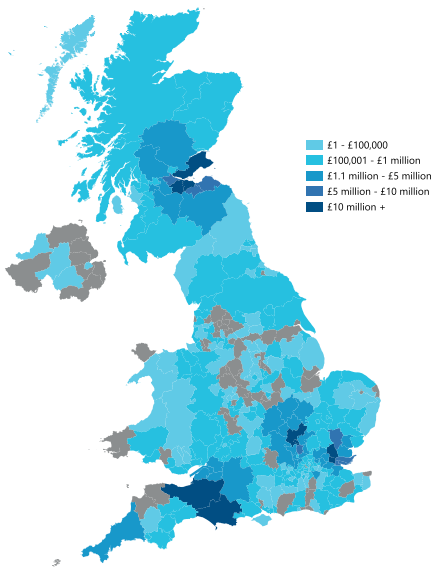 £1 - £100,000
£100,001 - £1 million
£1.1 million - £5 million
£5 million - £10 million
£10 million +